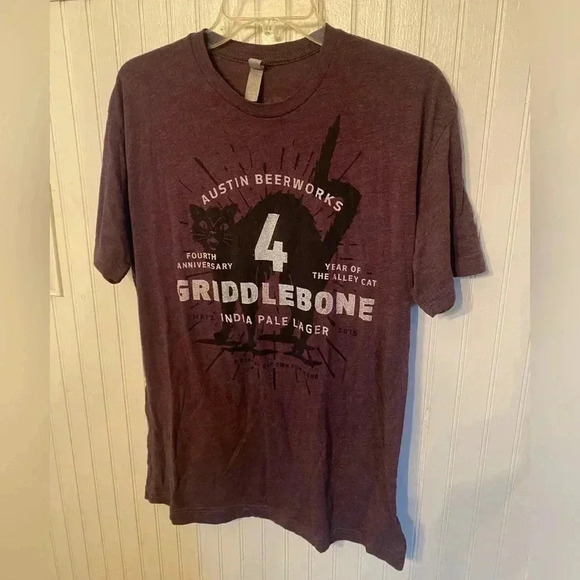 AUSTIN BEERWORKS
4
FOURTH ANNIVERSARY
YEAR OF THE ALLEY CAT
GRIDDLEBONE
INDIA PALE LAGER
2015